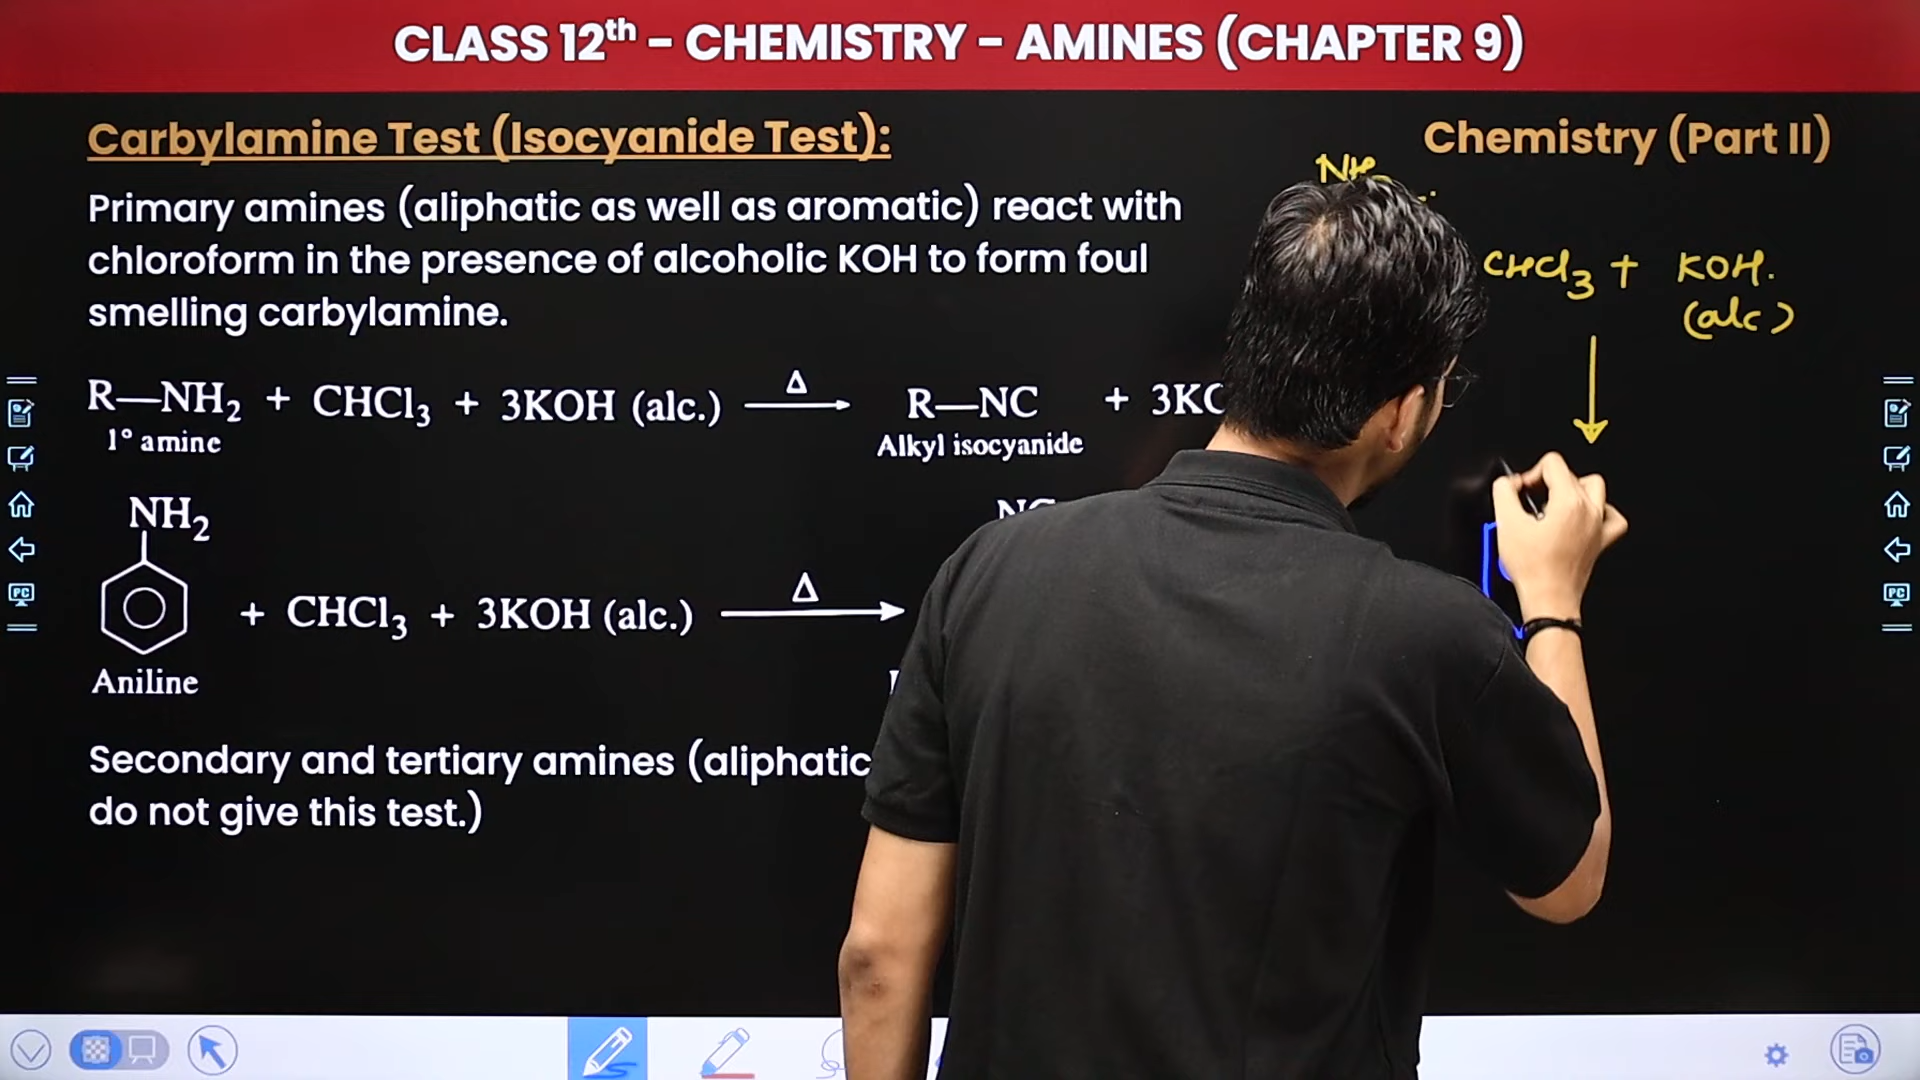 CLASS 12th - CHEMISTRY - AMINES (CHAPTER 9)
Carbylamine Test (Isocyanide Test):
Chemistry (Part II)
Primary amines (aliphatic as well as aromatic) react with
chloroform in the presence of alcoholic KOH to form foul
smelling carbylamine.
CHCl3 + KOH.
(alc)
R—NH2 + CHCl3 + 3KOH (alc.) → Δ R—NC + 3KC
1° amine
Alkyl isocyanide
NH2
+ CHCl3 + 3KOH (alc.) → Δ
Aniline
Secondary and tertiary amines (aliphatic
do not give this test.)
PC
PC